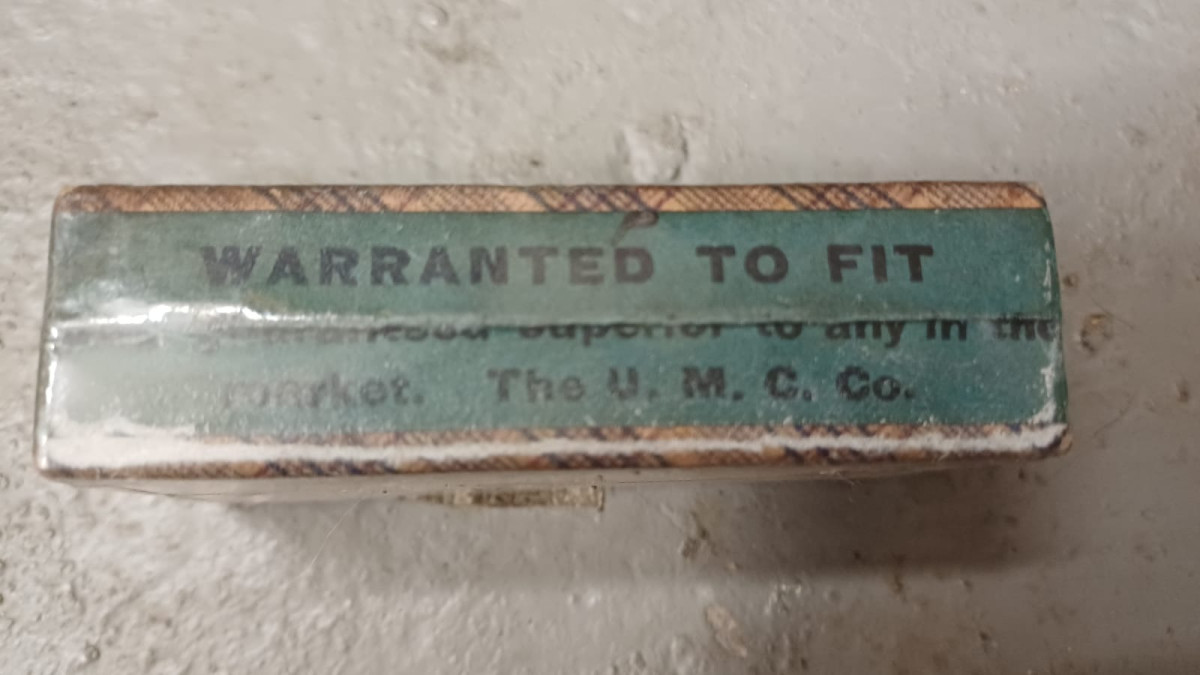 WARRANTED TO FIT
guaranteed superior to any in the
market. The U. M. C. Co.